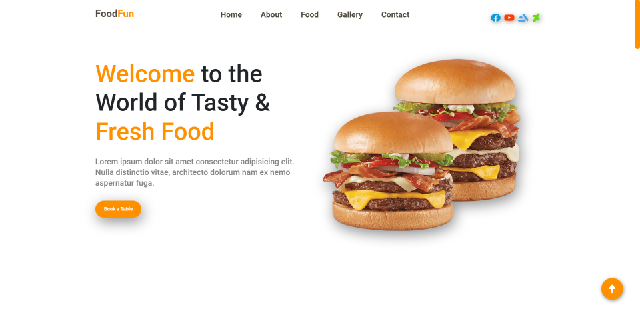 FoodFun
Home
About
Food
Gallery
Contact
Welcome to the
World of Tasty &
Fresh Food
Lorem ipsum dolor sit amet consectetur adipisicing elit.
Nulla distinctio vitae, architecto dolorum nam ex nemo
aspernatur fuga.
Book a Table